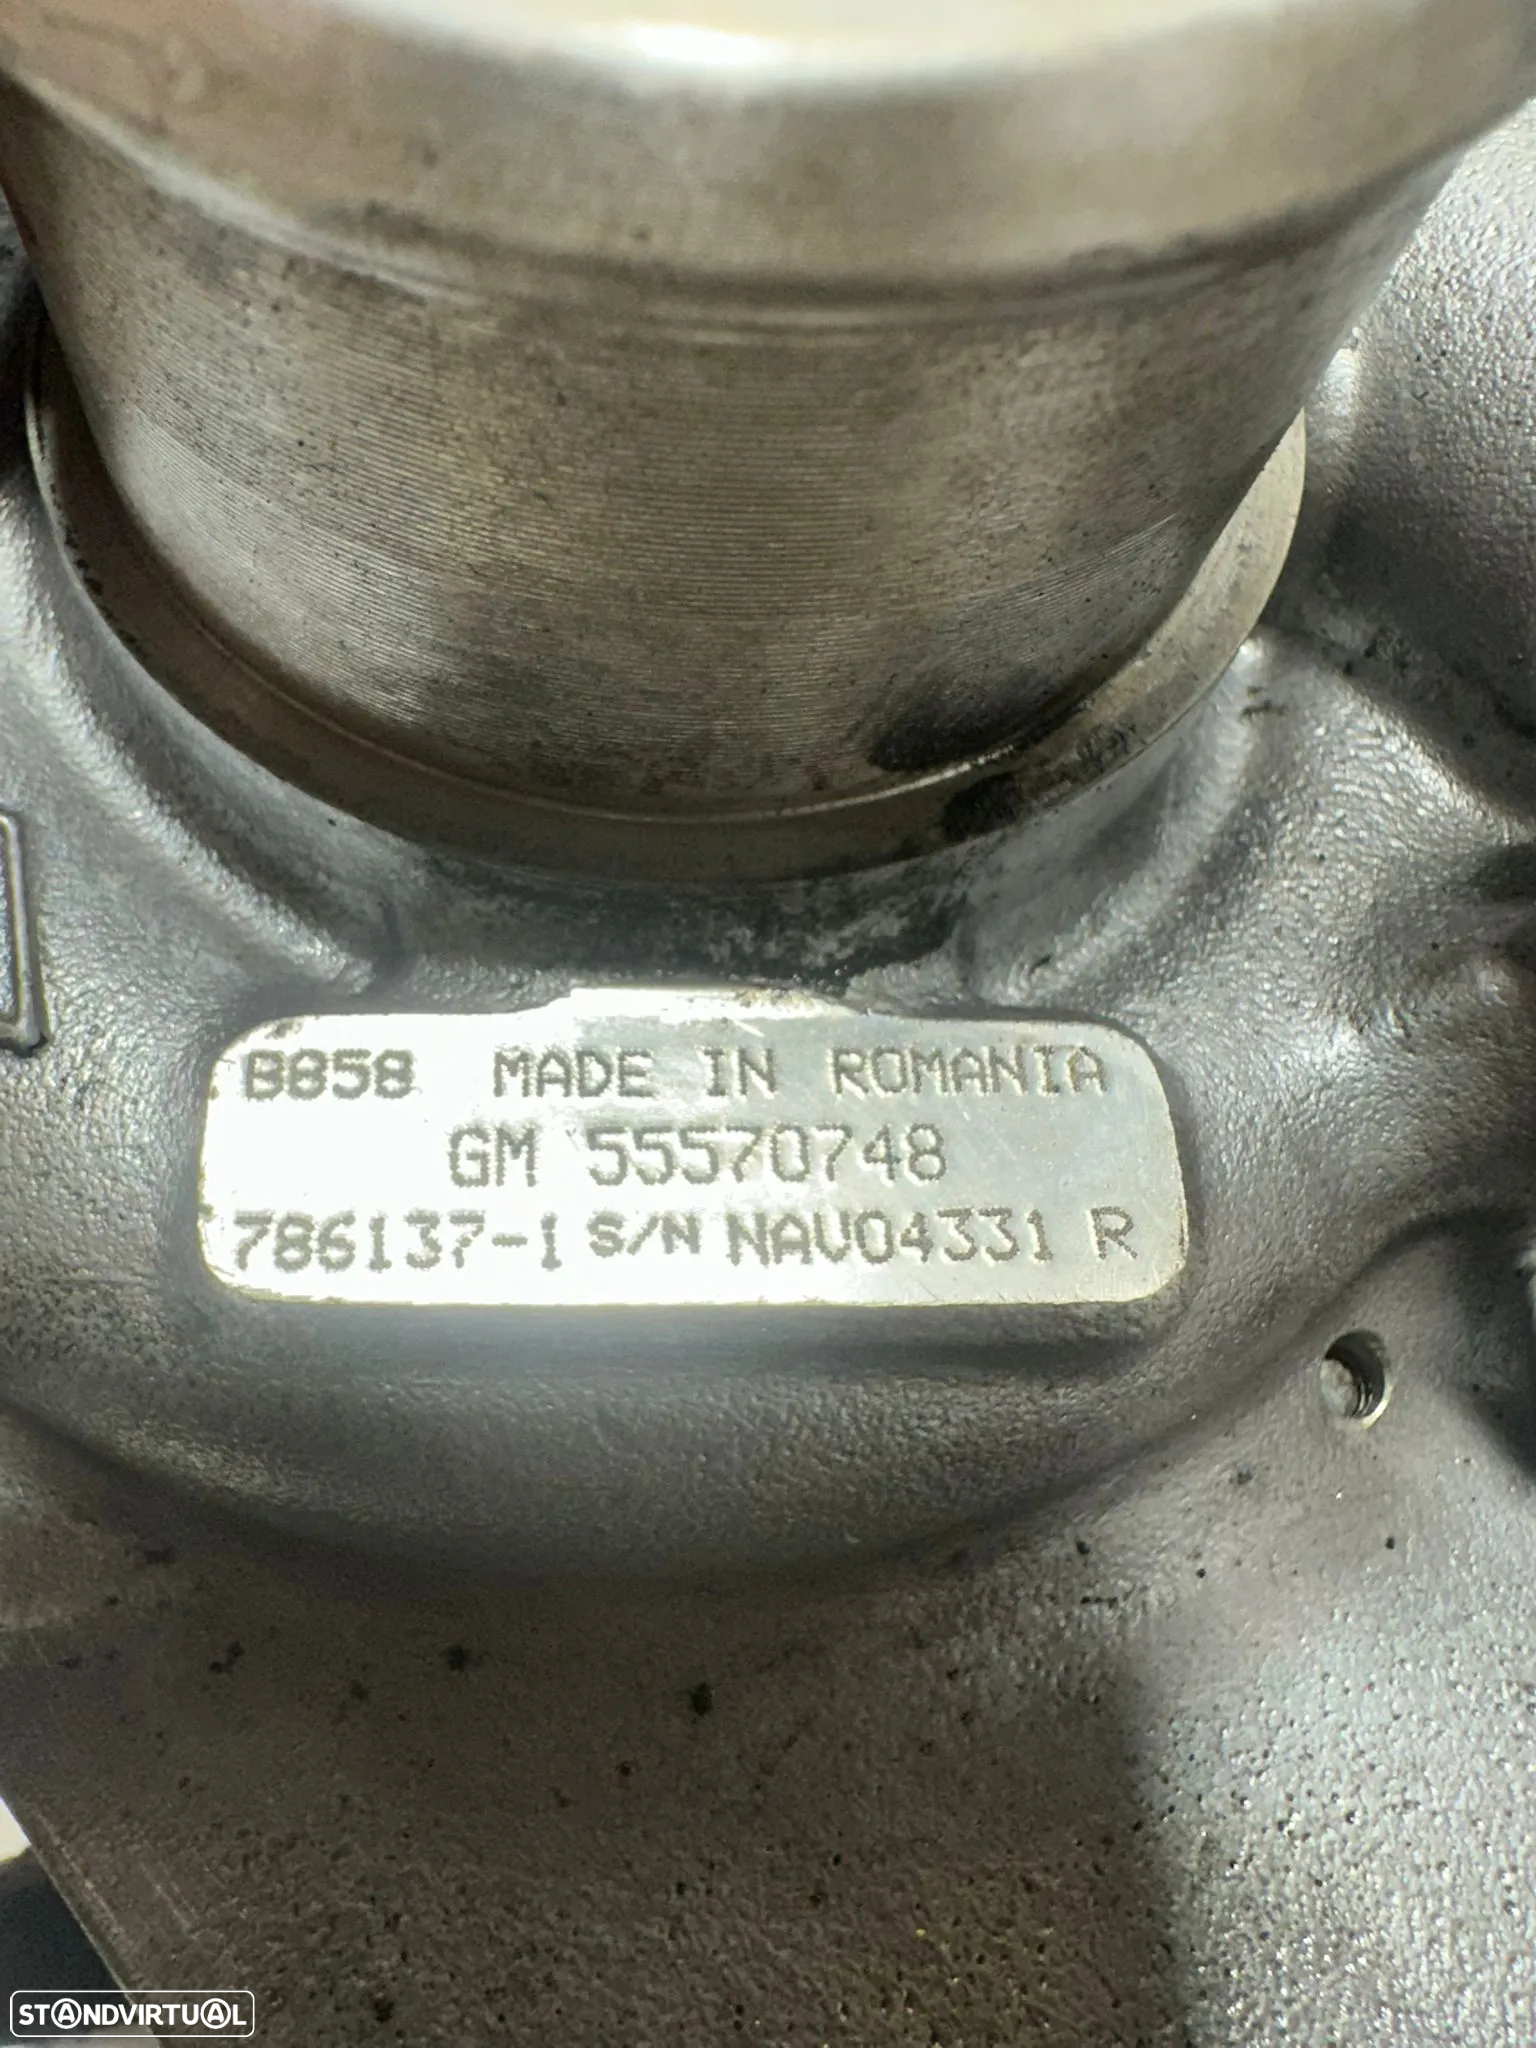 B858 MADE IN ROMANIA
GM 55570748
786137-1 S/N NAV04331 R
STANDVIRTUAL